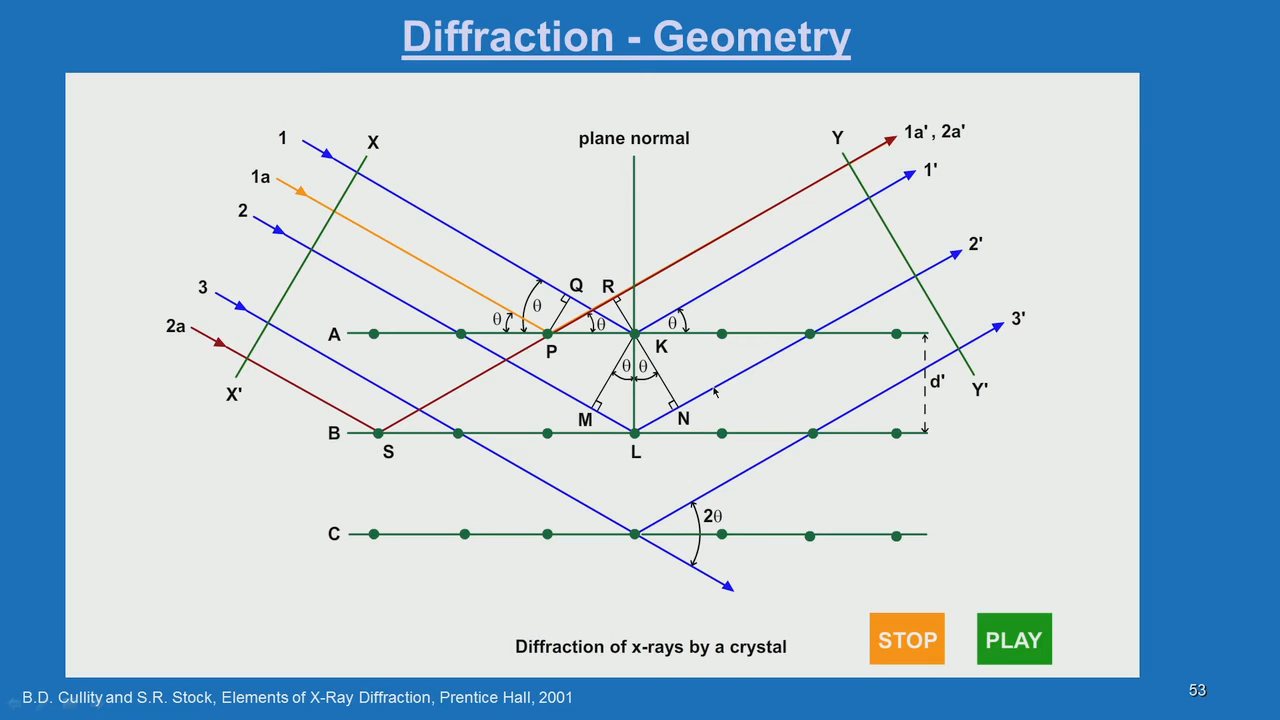 Diffraction - Geometry
1
X
plane normal
Y
1a' , 2a'
1a
1'
2
2'
3
Q R
θ θ θ θ
2a
A
P
K
3'
θ θ
d'
X'
M
N
Y'
B
S
L
2θ
C
Diffraction of x-rays by a crystal
STOP
PLAY
B.D. Cullity and S.R. Stock, Elements of X-Ray Diffraction, Prentice Hall, 2001
53